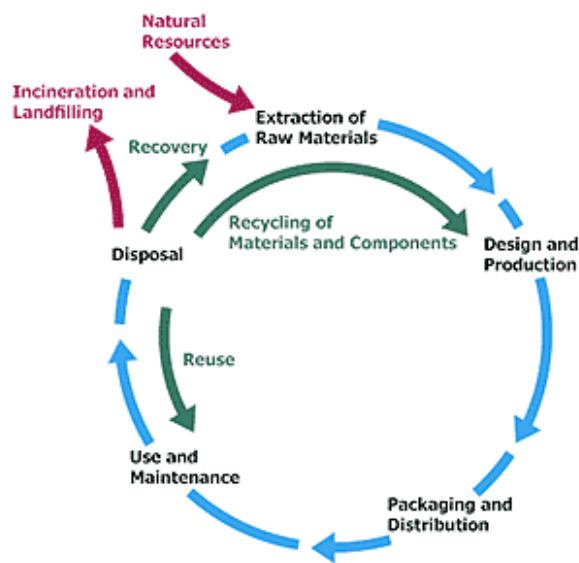 Natural
Resources
Incineration and
Landfilling
Extraction of
Raw Materials
Recovery
Recycling of
Materials and Components
Disposal
Design and
Production
Reuse
Use and
Maintenance
Packaging and
Distribution